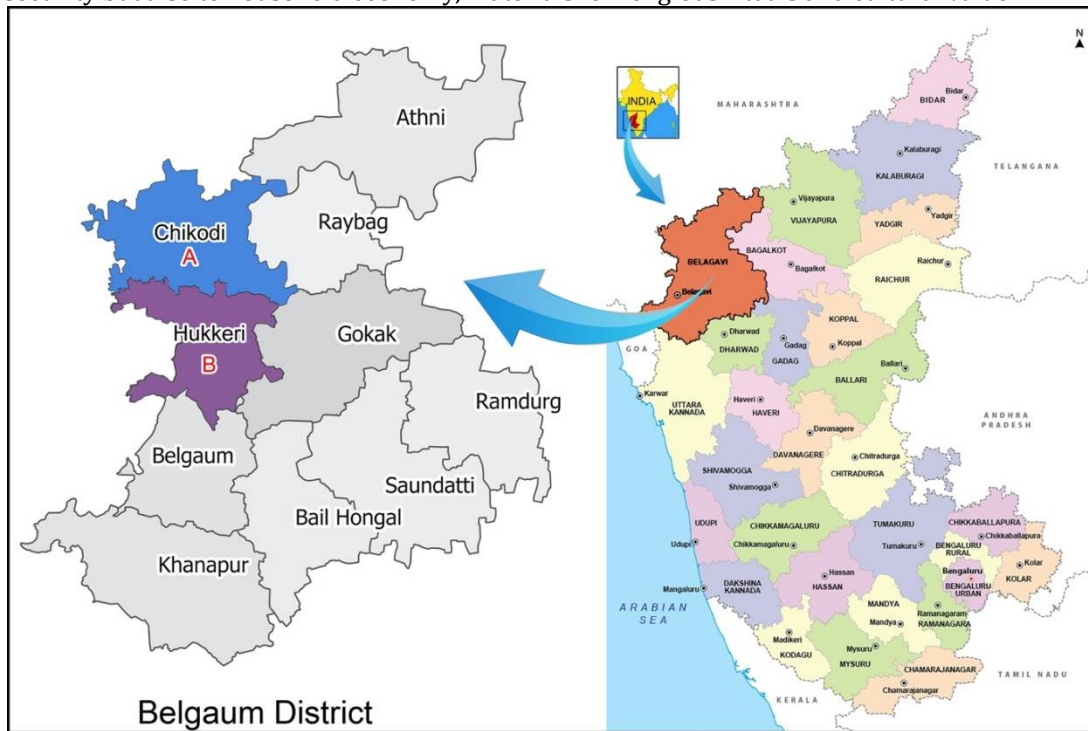 Athni
Raybag
Chikodi
A
Hukkeri
B
Gokak
Ramdurg
Belgaum
Saundatti
Bail Hongal
Khanapur
Belgaum District
N
INDIA
MAHARASHTRA
TELANGANA
GOA
ANDHRA
PRADESH
ARABIAN
SEA
KERALA
TAMIL NADU
Bidar
BIDAR
Kalaburagi
KALABURAGI
Vijayapura
VIJAYAPURA
Yadgir
YADGIR
BELAGAVI
Belagavi
BAGALKOT
Bagalkot
Raichur
RAICHUR
Dharwad
DHARWAD
Gadag
GADAG
KOPPAL
Koppal
Ballari
BALLARI
Karwar
UTTARA
KANNADA
Haveri
HAVERI
Davanagere
DAVANAGERE
Chitradurga
CHITRADURGA
SHIVAMOGGA
Shivamogga
UDUPI
Udupi
CHIKKAMAGALURU
Chikkamagaluru
TUMAKURU
Tumakuru
CHIKKABALLAPURA
Chikkaballapura
BENGALURU
RURAL
Bengaluru
BENGALURU
URBAN
Kolar
KOLAR
Mangaluru
DAKSHINA
KANNADA
Hassan
HASSAN
MANDYA
Mandya
Ramanagaram
RAMANAGARA
Madikeri
KODAGU
Mysuru
MYSURU
CHAMARAJANAGAR
Chamarajanagar